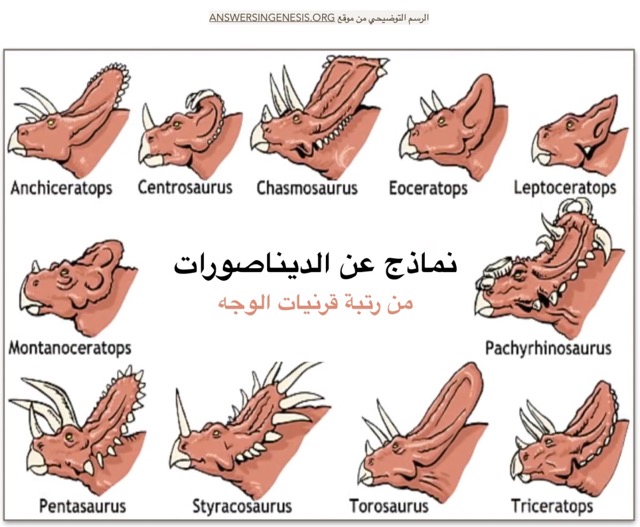 الرسم التوضيحي من موقع ANSWERSINGENESIS.ORG
Anchiceratops
Centrosaurus
Chasmosaurus
Eoceratops
Leptoceratops
نماذج عن الديناصورات
من رتبة قرنيات الوجه
Montanoceratops
Pachyrhinosaurus
Pentasaurus
Styracosaurus
Torosaurus
Triceratops